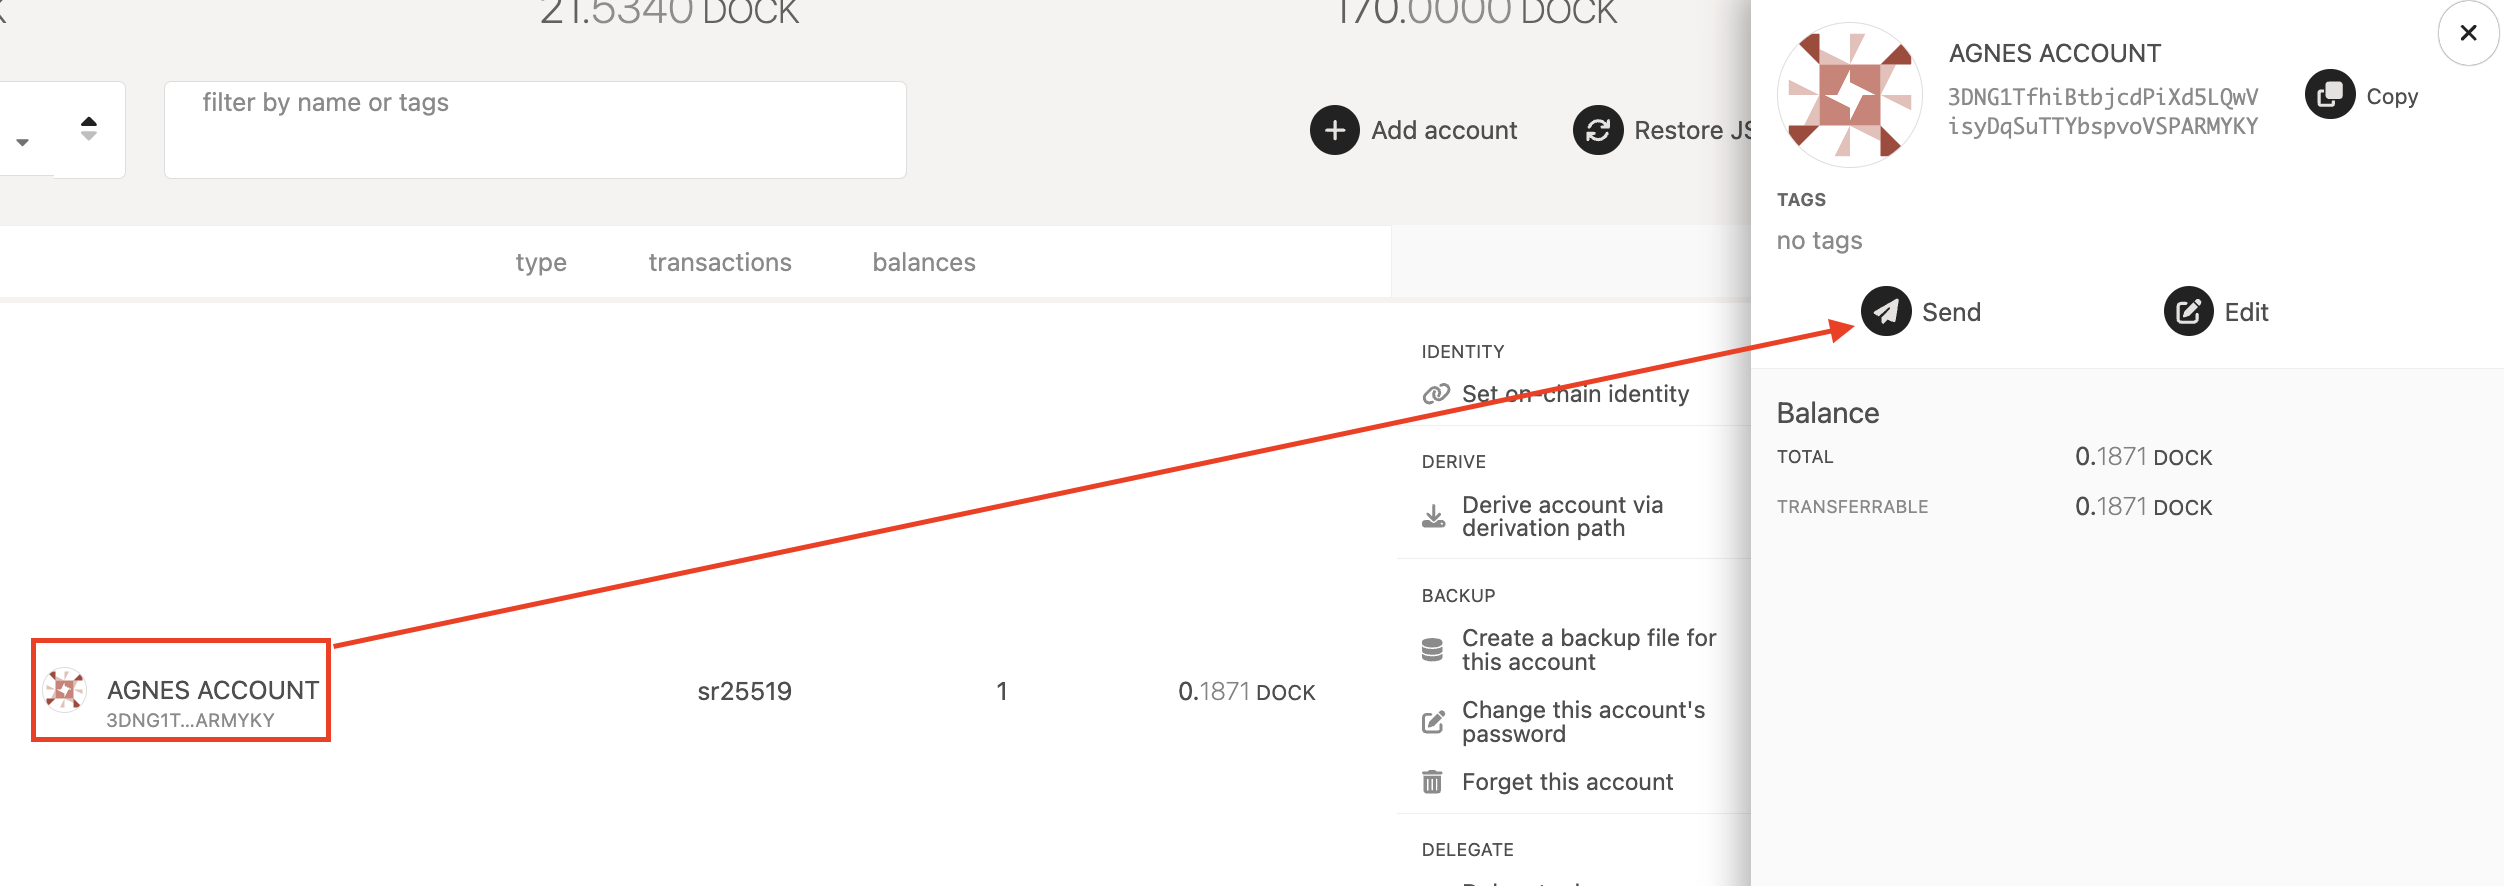 21.5340 DOCK
170.0000 DOCK
filter by name or tags
Add account
Restore JS
type transactions balances
AGNES ACCOUNT
3DNG1T...ARMYKY
sr25519
1
0.1871 DOCK
IDENTITY
Set on-chain identity
DERIVE
Derive account via
derivation path
BACKUP
Create a backup file for
this account
Change this account's
password
Forget this account
DELEGATE
AGNES ACCOUNT
3DNG1TfhiBtbjcdPiXd5LQwV
isyDqSuTTYbspvoVSPARMYKY
Copy
TAGS
no tags
Send
Edit
Balance
TOTAL 0.1871 DOCK
TRANSFERRABLE 0.1871 DOCK